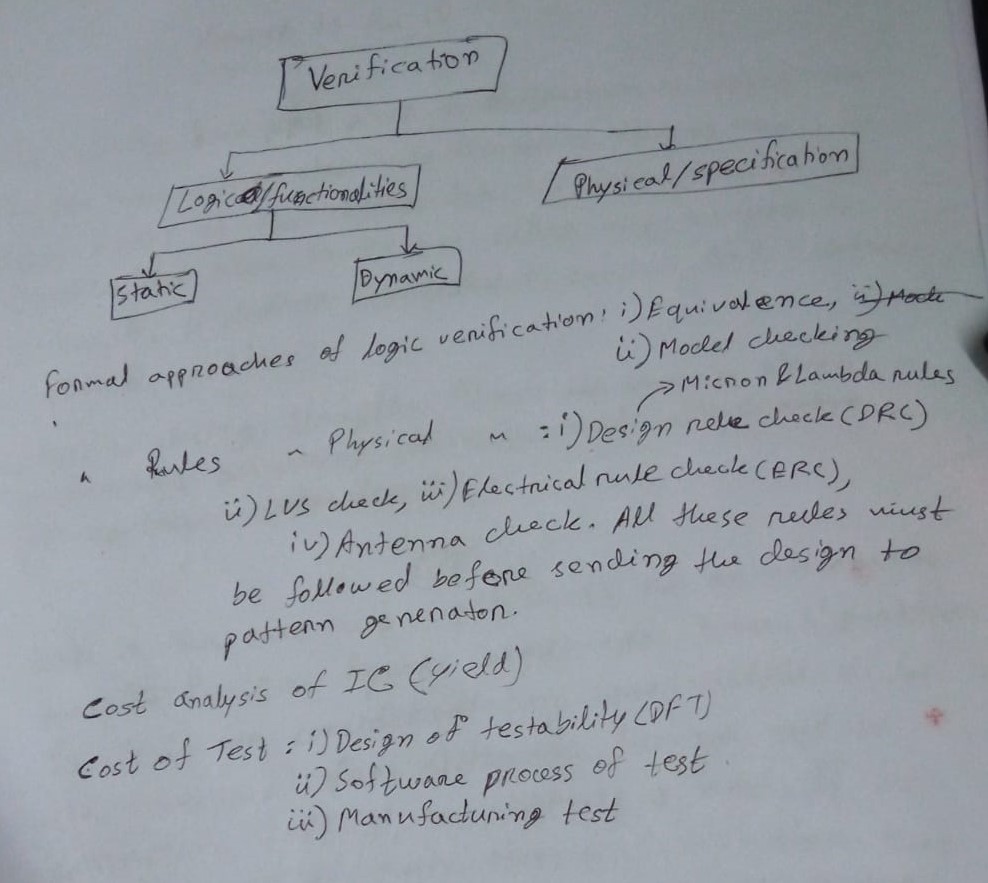 Verification
Logical/functionalities
Physical/specification
Static
Dynamic
Formal approaches of logic verification: i) Equivalence, ii) Mode
ii) Model checking
→ Micron & Lambda rules
" Rules " Physical " : i) Design rule check (DRC)
ii) LVS check, iii) Electrical rule check (ERC),
iv) Antenna check. All these rules must
be followed before sending the design to
pattern generator.
Cost analysis of IC (yield)
Cost of Test : i) Design of testability (DFT)
ii) Software process of test
iii) Manufacturing test